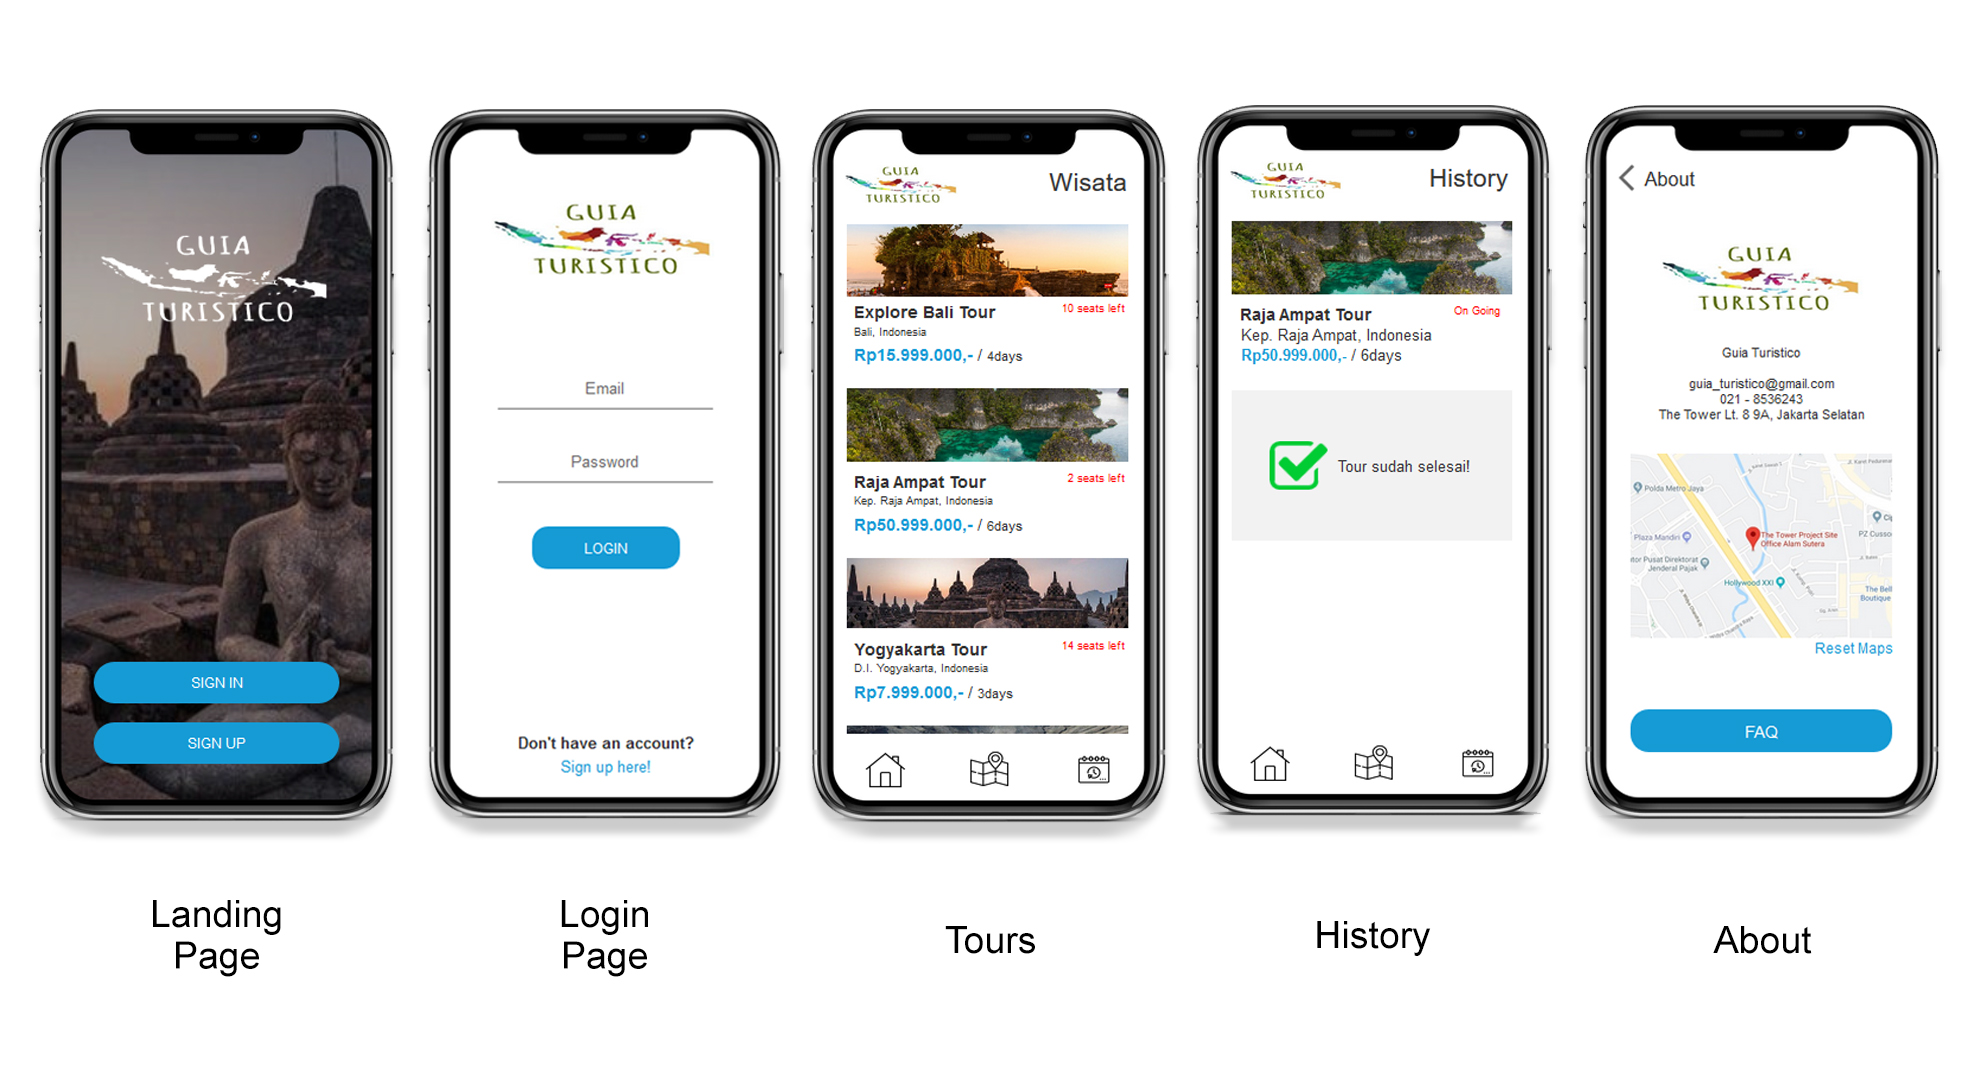 GUIA
TURISTICO
SIGN IN
SIGN UP
Landing
Page
GUIA
TURISTICO
Email
Password
LOGIN
Don't have an account?
Sign up here!
Login
Page
GUIA
TURISTICO
Wisata
Explore Bali Tour
10 seats left
Bali, Indonesia
Rp15.999.000,- / 4days
Raja Ampat Tour
2 seats left
Kep. Raja Ampat, Indonesia
Rp50.999.000,- / 6days
Yogyakarta Tour
14 seats left
D.I. Yogyakarta, Indonesia
Rp7.999.000,- / 3days
Tours
GUIA
TURISTICO
History
Raja Ampat Tour
On Going
Kep. Raja Ampat, Indonesia
Rp50.999.000,- / 6days
Tour sudah selesai!
History
About
GUIA
TURISTICO
Guia Turistico
guia_turistico@gmail.com
021 - 8536243
The Tower Lt. 8 9A, Jakarta Selatan
Polda Metro Jaya
Plaza Mandiri
The Tower Project Site
Office Alam Sutera
PZ Cusso
tor Pusat Direktorat
Jenderal Pajak
Hollywood XXI
The Bell
Boutique
Reset Maps
FAQ
About